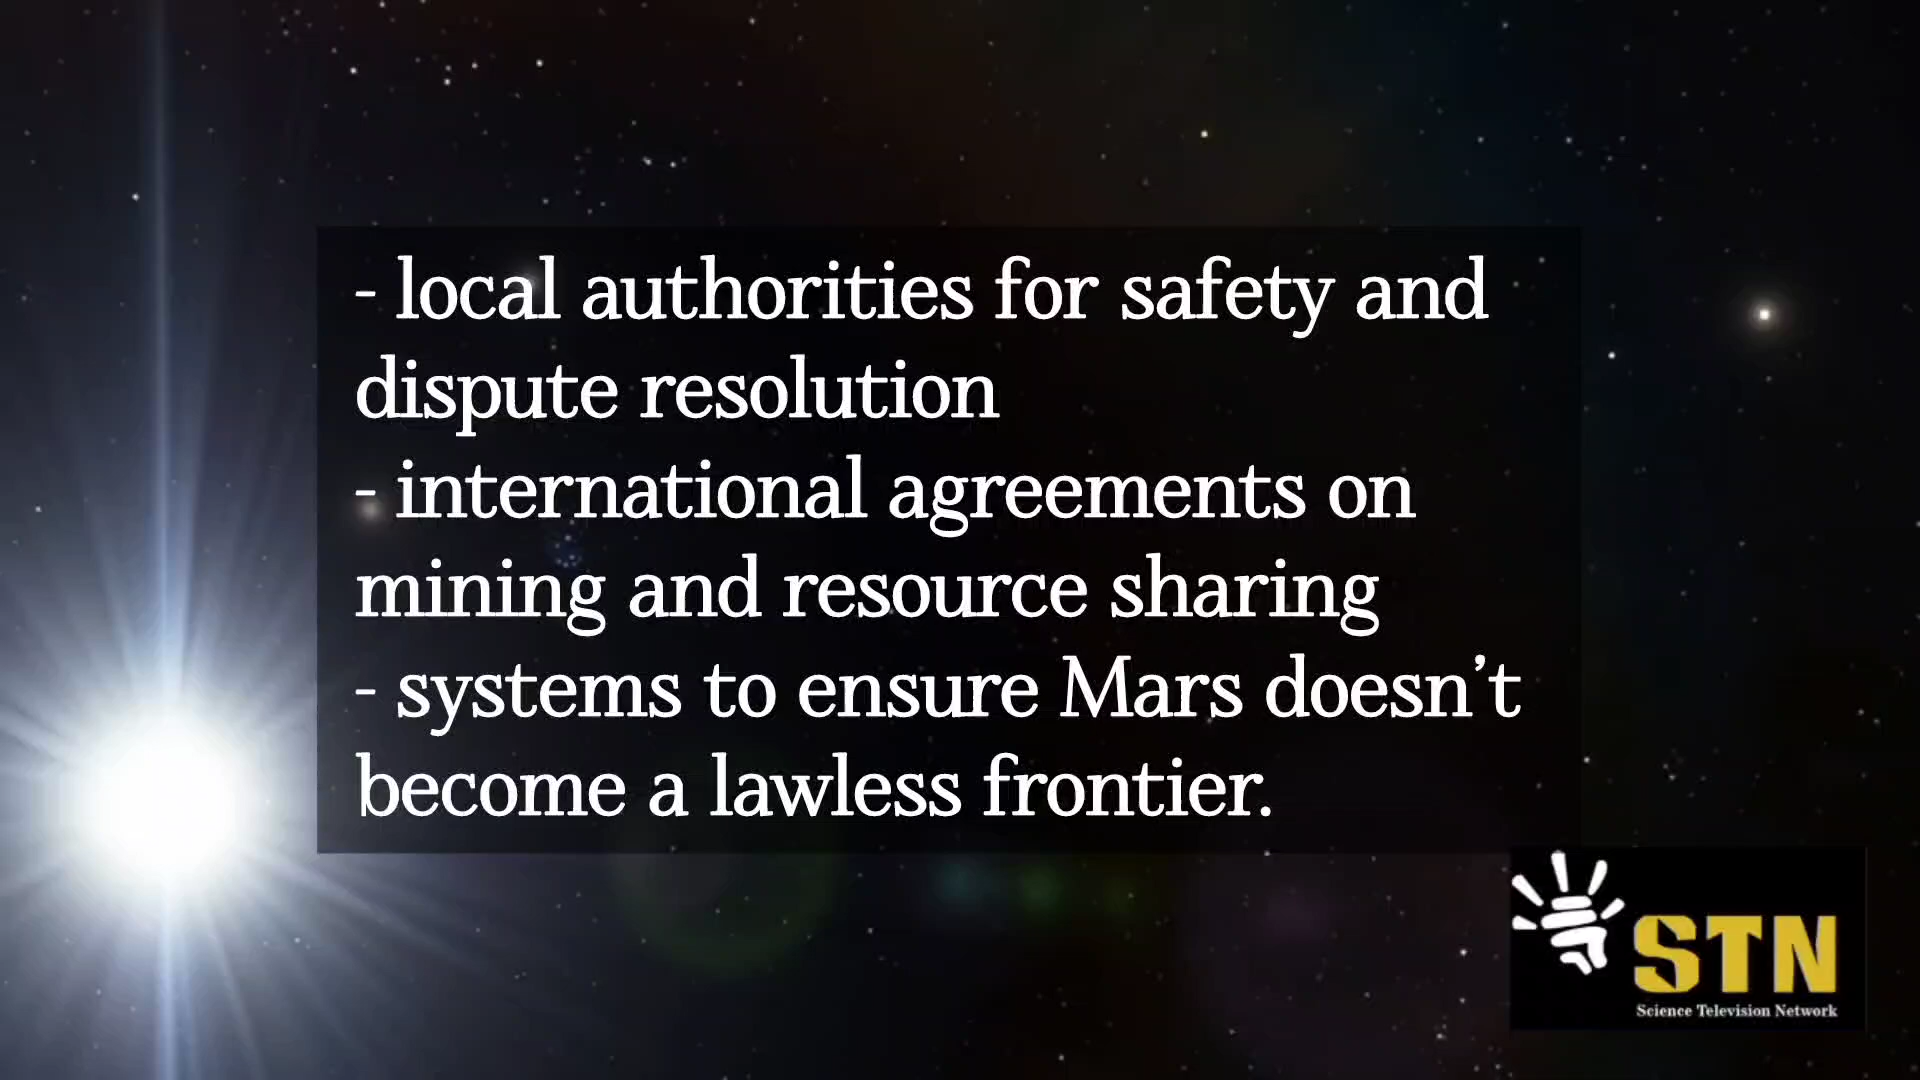 - local authorities for safety and
dispute resolution
- international agreements on
mining and resource sharing
- systems to ensure Mars doesn’t
become a lawless frontier.
STN
Science Television Network